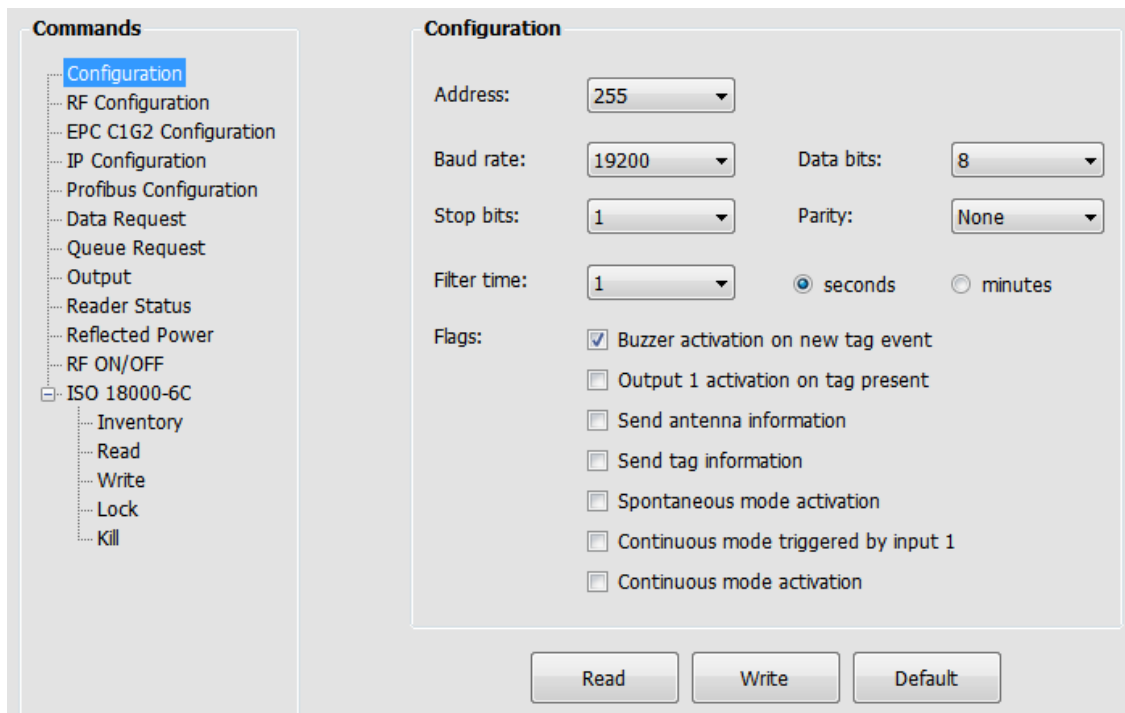 Commands
Configuration
RF Configuration
EPC C1G2 Configuration
IP Configuration
Profibus Configuration
Data Request
Queue Request
Output
Reader Status
Reflected Power
RF ON/OFF
ISO 18000-6C
Inventory
Read
Write
Lock
Kill
Configuration
Address: 255
Baud rate: 19200 Data bits: 8
Stop bits: 1 Parity: None
Filter time: 1 seconds minutes
Flags: Buzzer activation on new tag event
Output 1 activation on tag present
Send antenna information
Send tag information
Spontaneous mode activation
Continuous mode triggered by input 1
Continuous mode activation
Read Write Default